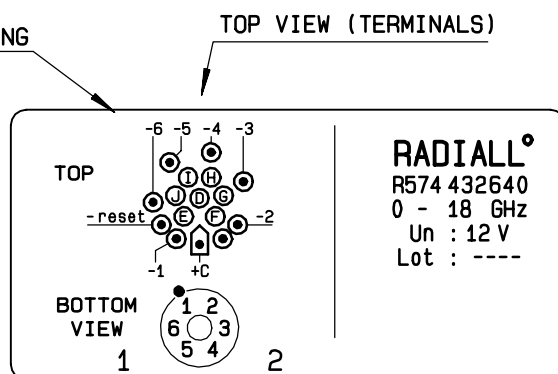 NG
TOP VIEW (TERMINALS)
-6 -5 -4 -3
TOP
I H
J D G
E F
-reset -2
-1 +C
BOTTOM
VIEW
1 2
6 3
5 4
1 2
RADIALL°
R574 432640
0 - 18 GHz
Un : 12 V
Lot : ----